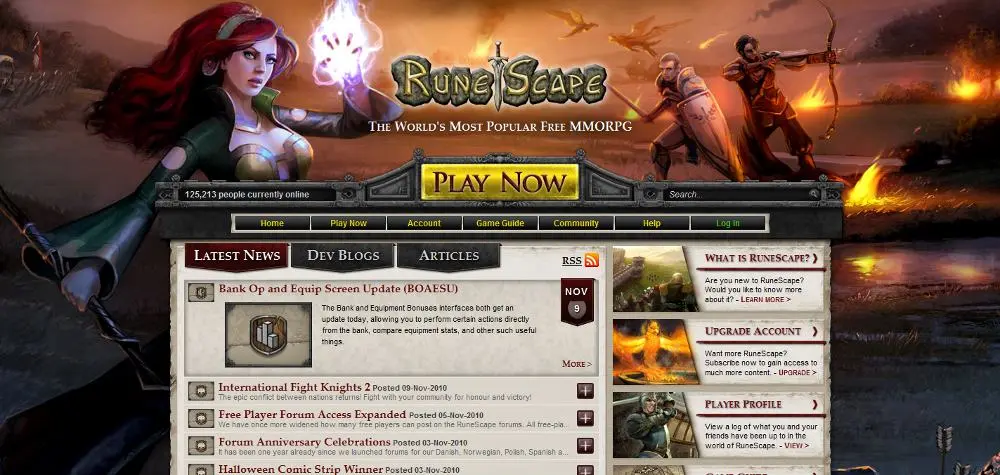 RuneScape
The World's Most Popular Free MMORPG
Play Now
125,213 people currently online
Search...
Home
Play Now
Account
Game Guide
Community
Help
Log In
Latest News
Dev Blogs
Articles
RSS
Bank Op and Equip Screen Update (BOAESU)
NOV
9
The Bank and Equipment Bonuses interfaces both get an
update today, allowing you to perform certain actions directly
from the bank, compare equipment stats, and other such useful
things.
More >
International Fight Knights 2 Posted 09-Nov-2010
The epic conflict between nations returns! Fight with your community for honour and victory!
Free Player Forum Access Expanded Posted 05-Nov-2010
We have once more widened how many free players can post on the RuneScape forums. All free-pla...
Forum Anniversary Celebrations Posted 03-Nov-2010
It has been one year already since we launched forums for our Danish, Norwegian, Polish, Spanish a...
Halloween Comic Strip Winner Posted 03-Nov-2010
What is RuneScape?
Are you new to RuneScape?
Would you like to know more
about it? - LEARN MORE >
Upgrade Account
Want more RuneScape?
Subscribe now to gain access to
much more content. - UPGRADE >
Player Profile
View a log of what you and your
friends have been up to in the
world of RuneScape. - VIEW >